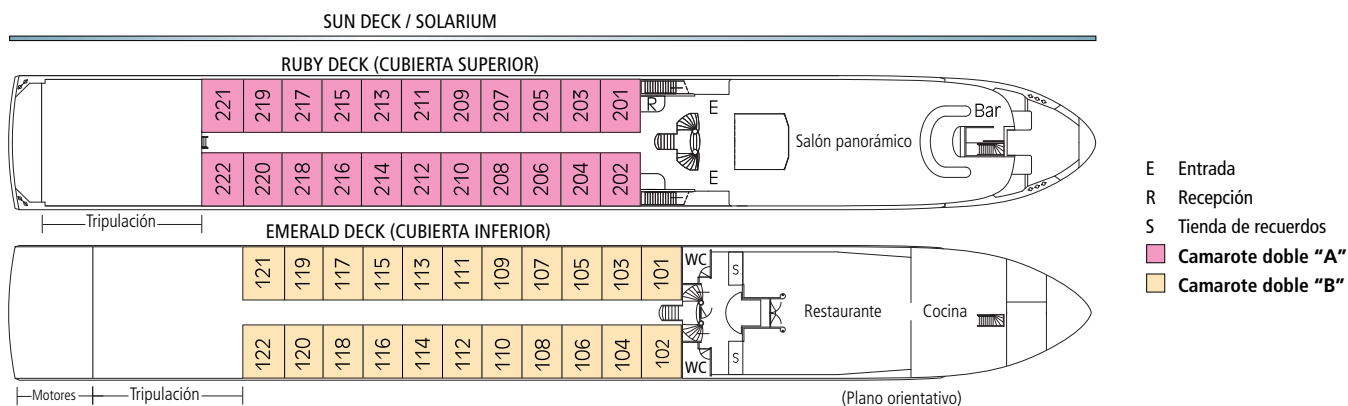 SUN DECK / SOLARIUM
RUBY DECK (CUBIERTA SUPERIOR)
221 219 217 215 213 211 209 207 205 203 201
R E
Bar
Salón panorámico
222 220 218 216 214 212 210 208 206 204 202
E
Tripulación
E Entrada
R Recepción
S Tienda de recuerdos
Camarote doble “A”
Camarote doble “B”
EMERALD DECK (CUBIERTA INFERIOR)
121 119 117 115 113 111 109 107 105 103 101
WC S
Restaurante Cocina
122 120 118 116 114 112 110 108 106 104 102
WC S
Motores Tripulación
(Plano orientativo)